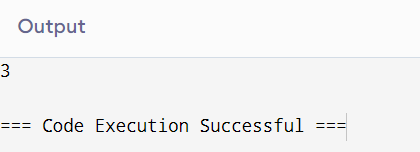 Output
3
=== Code Execution Successful ===